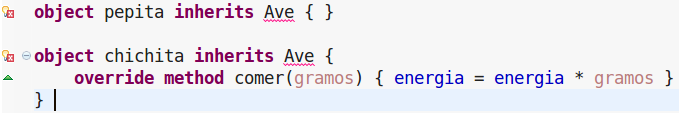 object pepita inherits Ave { }
object chichita inherits Ave {
override method comer(gramos) { energia = energia * gramos }
}